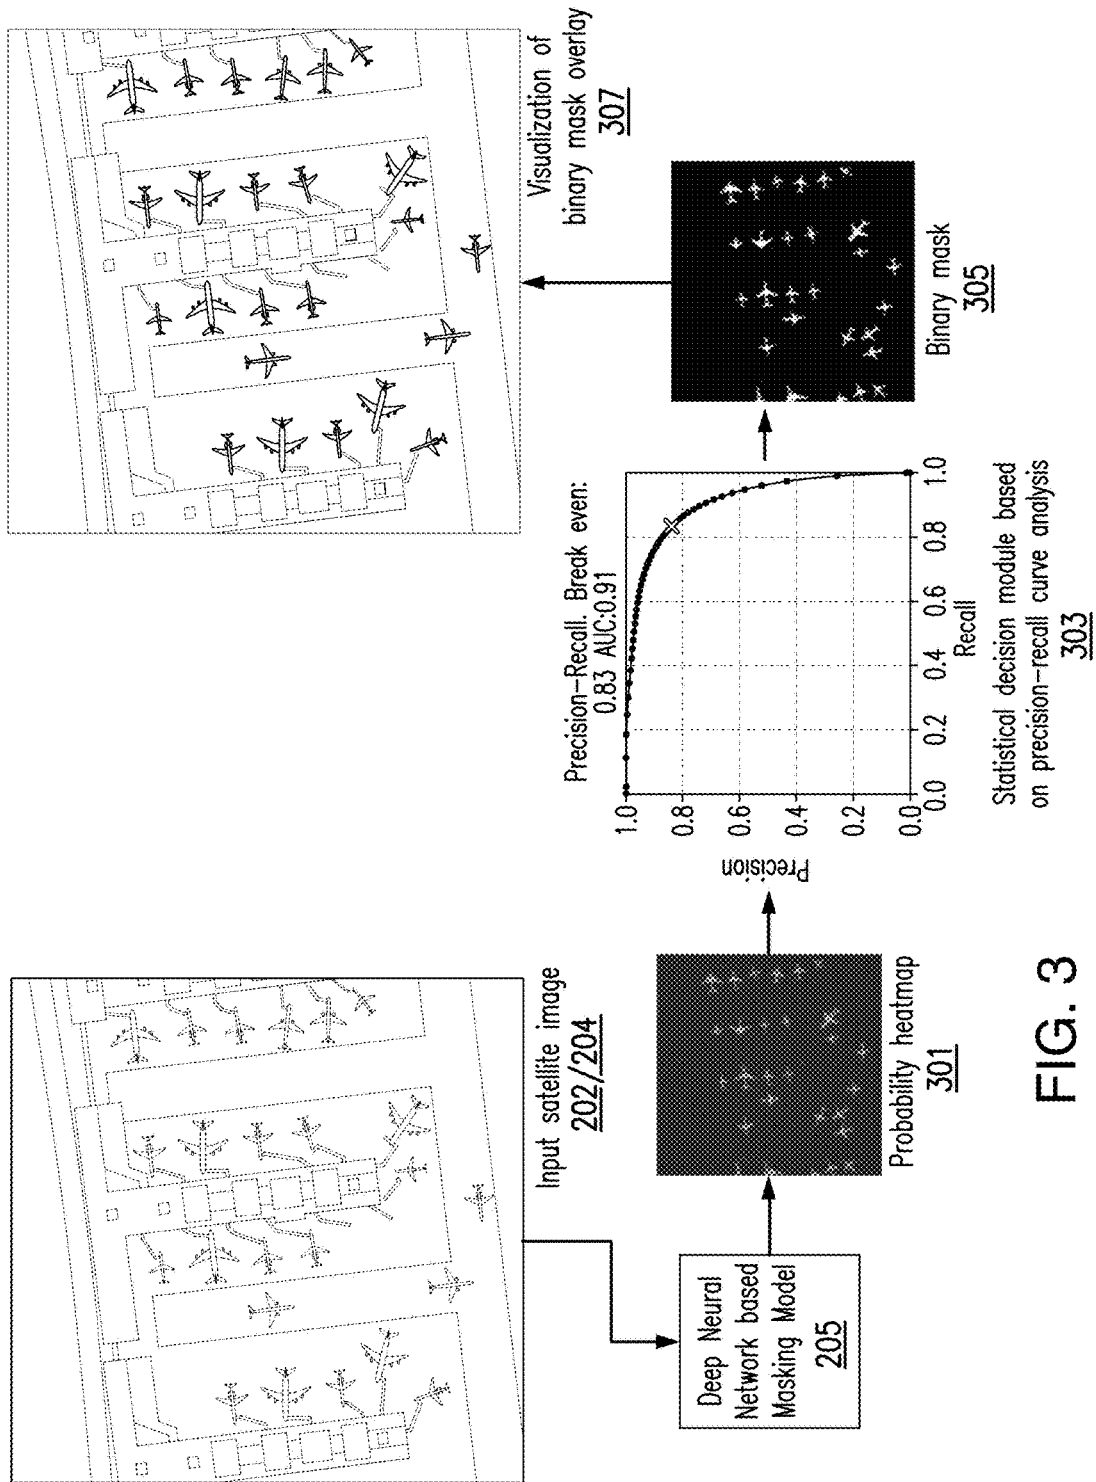 Input satellite image
202/204
Deep Neural
Network based
Masking Model
205
Probability heatmap
301
Precision-Recall. Break even:
0.83 AUC:0.91
Precision
1.0
0.8
0.6
0.4
0.2
0.0
0.0 0.2 0.4 0.6 0.8 1.0
Recall
Statistical decision module based
on precision-recall curve analysis
303
Binary mask
305
Visualization of
binary mask overlay
307
FIG. 3